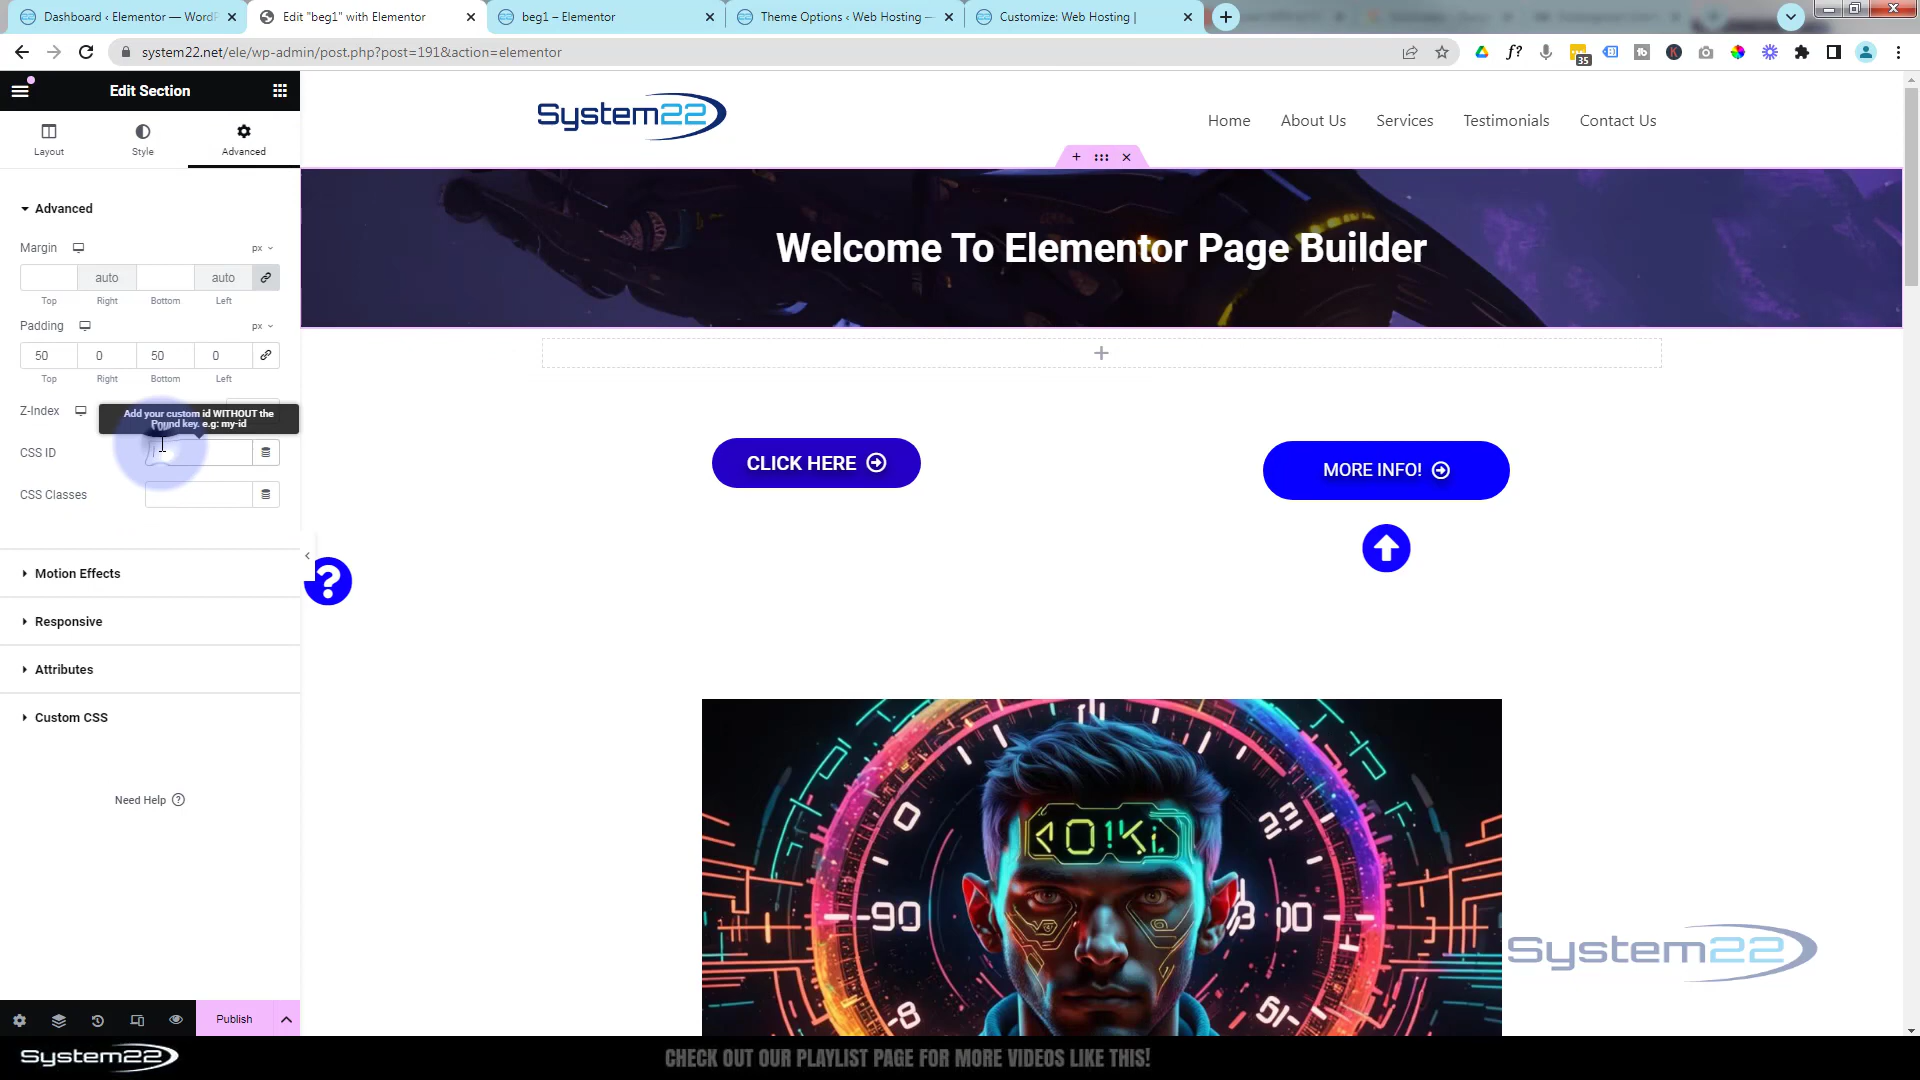 Dashboard ‹ Elementor — WordP
Edit "beg1" with Elementor
beg1 – Elementor
Theme Options ‹ Web Hosting —
Customize: Web Hosting |
system22.net/ele/wp-admin/post.php?post=191&action=elementor
f?
tb
K
35
Edit Section
Layout
Style
Advanced
Advanced
Margin
px
auto
auto
Top
Right
Bottom
Left
Padding
px
50
0
50
0
Top
Right
Bottom
Left
Z-Index
Add your custom id WITHOUT the
Pound key. e.g: my-id
CSS ID
CSS Classes
Motion Effects
Responsive
Attributes
Custom CSS
Need Help
Publish
System22
Home
About Us
Services
Testimonials
Contact Us
Welcome To Elementor Page Builder
CLICK HERE
MORE INFO!
-90
System22
System22
CHECK OUT OUR PLAYLIST PAGE FOR MORE VIDEOS LIKE THIS!